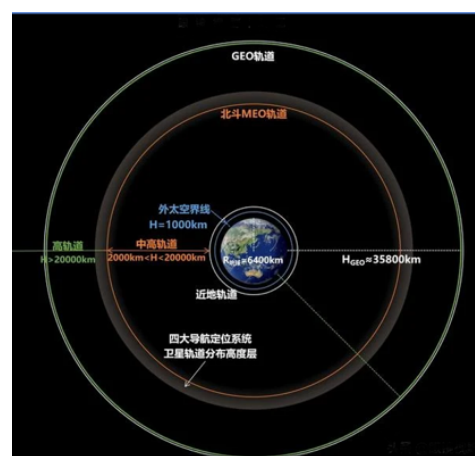 GEO轨道
北斗MEO轨道
外太空界线
H=1000km
高轨道
H>20000km
中高轨道
2000km<H<20000km
R地球≈6400km
H_GEO≈35800km
近地轨道
四大导航定位系统
卫星轨道分布高度层